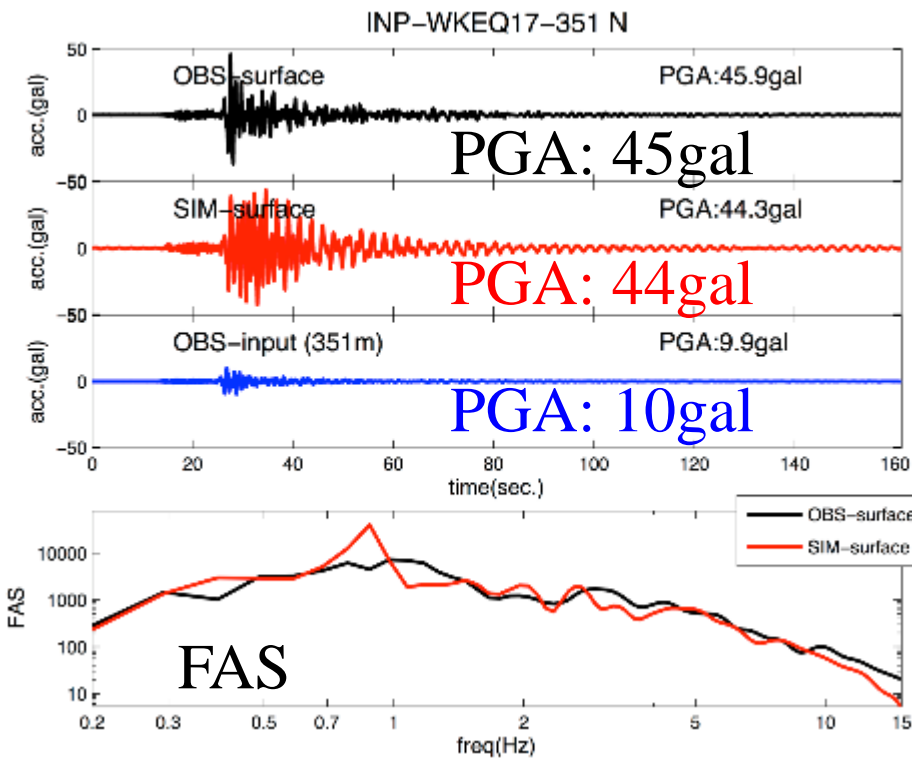 INP−WKEQ17−351 N
50
OBS−surface
PGA:45.9gal
acc.(gal)
0
PGA: 45gal
−50
SIM−surface
PGA:44.3gal
acc.(gal)
0
PGA: 44gal
−50
OBS−input (351m)
PGA:9.9gal
acc.(gal)
0
PGA: 10gal
−50
0 20 40 60 80 100 120 140 160
time(sec.)
OBS−surface
SIM−surface
10000
1000
FAS
100
FAS
10
0.2 0.3 0.5 0.7 1 2 5 10 15
freq(Hz)